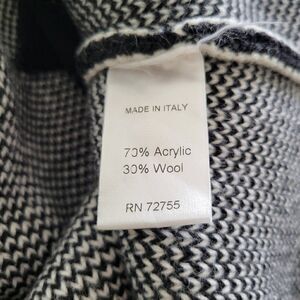 MADE IN ITALY
70% Acrylic
30% Wool
RN 72755